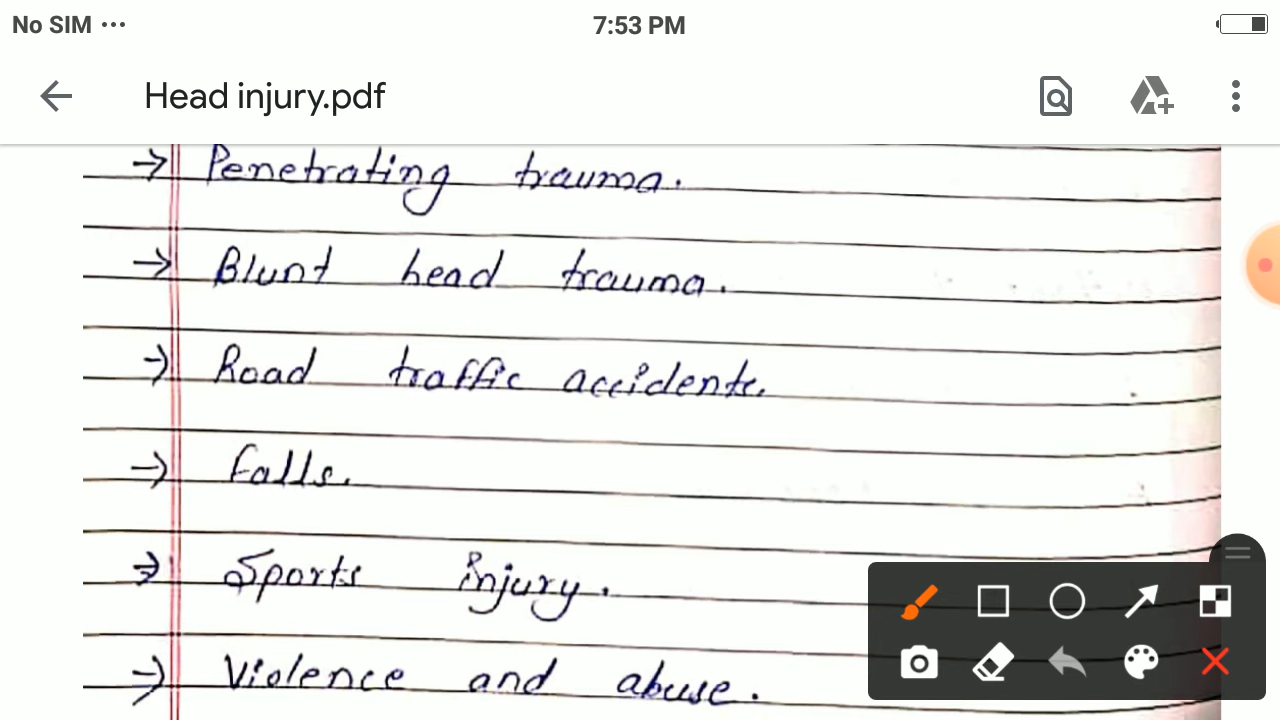 No SIM ...
7:53 PM
Head injury.pdf
→ Penetrating trauma.
→ Blunt head trauma.
→ Road traffic accidents.
→ Falls.
→ Sports injury.
→ Violence and abuse.